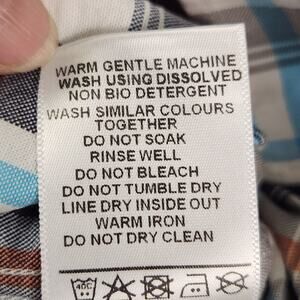 WARM GENTLE MACHINE
WASH USING DISSOLVED
NON BIO DETERGENT
WASH SIMILAR COLOURS
TOGETHER
DO NOT SOAK
RINSE WELL
DO NOT BLEACH
DO NOT TUMBLE DRY
LINE DRY INSIDE OUT
WARM IRON
DO NOT DRY CLEAN
40C